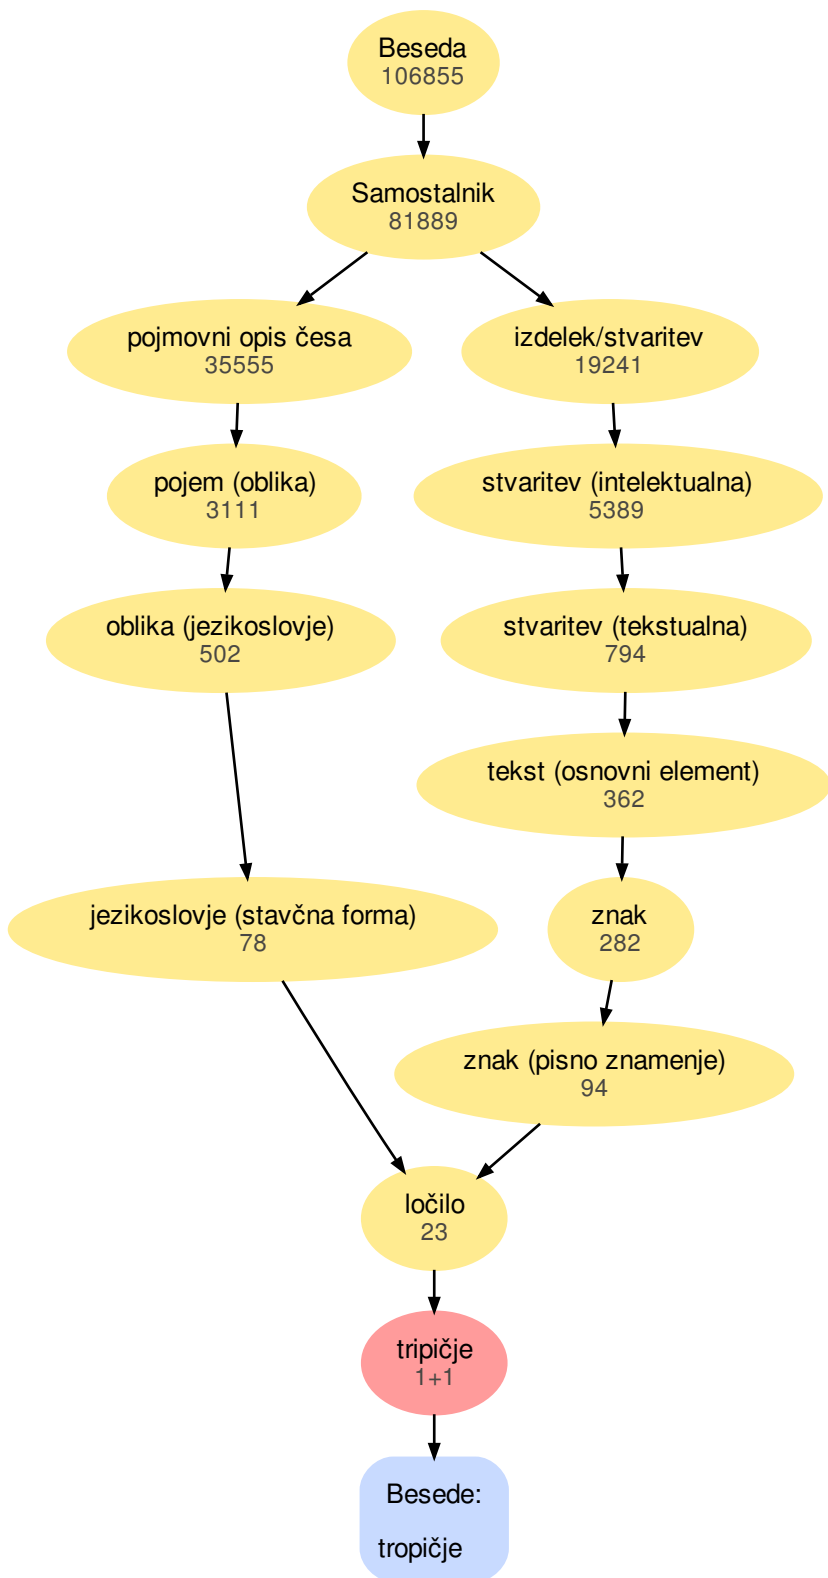 Beseda
106855
Samostalnik
81889
pojmovni opis česa
35555
izdelek/stvaritev
19241
pojem (oblika)
3111
stvaritev (intelektualna)
5389
oblika (jezikoslovje)
502
stvaritev (tekstualna)
794
tekst (osnovni element)
362
jezikoslovje (stavčna forma)
78
znak
282
znak (pisno znamenje)
94
ločilo
23
tripičje
1+1
Besede:
tropičje